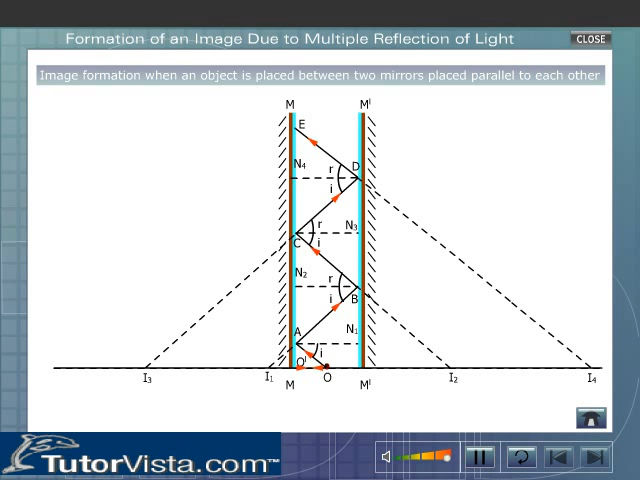 Formation of an Image Due to Multiple Reflection of Light
CLOSE
Image formation when an object is placed between two mirrors placed parallel to each other
M M|
E
N4 r D
i
r N3
C i
N2 r
i B
A N1
i
O|
I3 I1 O I2 I4
M M|
TutorVista.com™